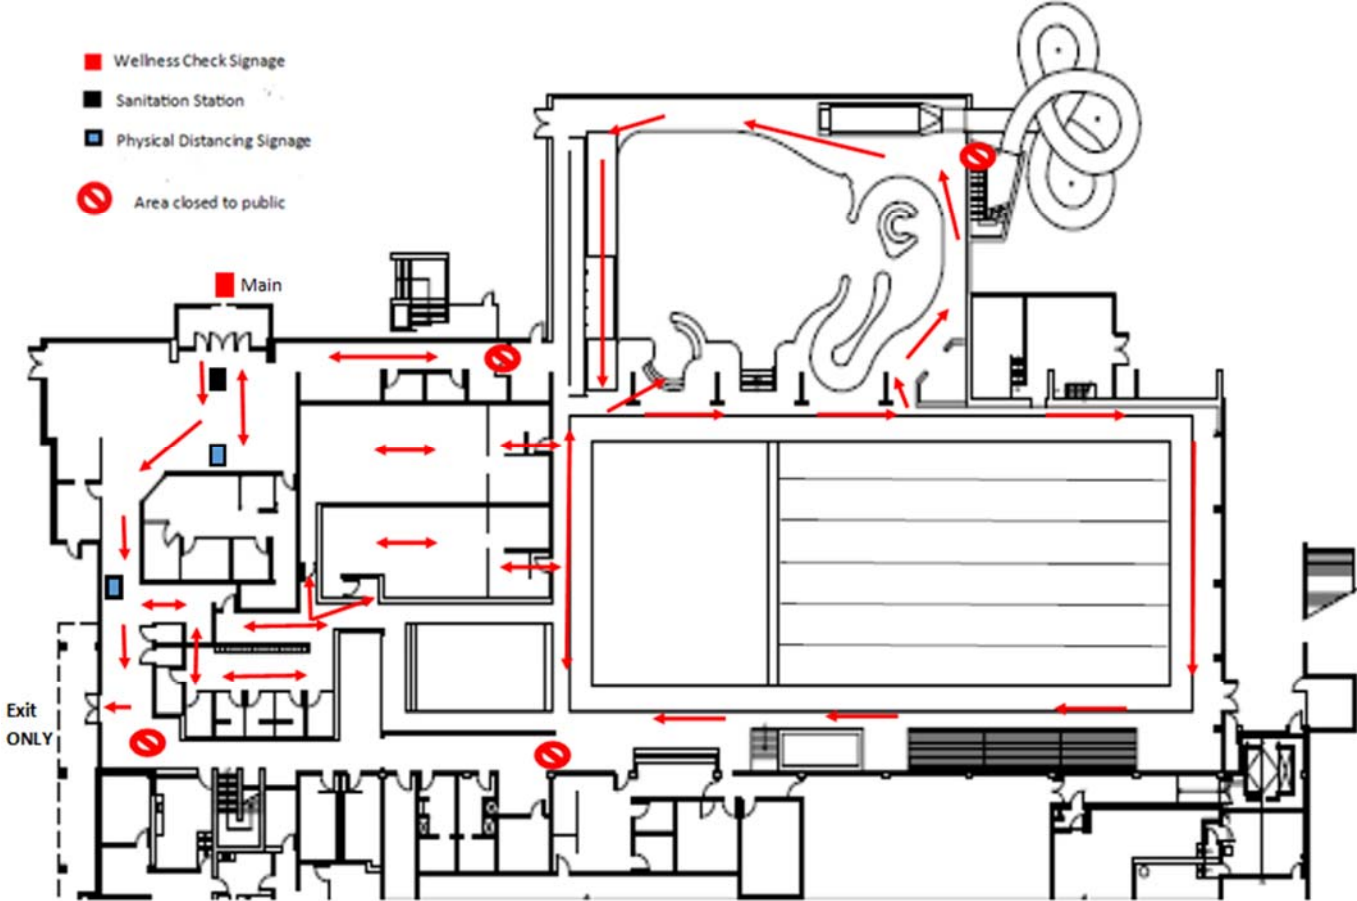 Wellness Check Signage
Sanitation Station
Physical Distancing Signage
Area closed to public
Main
Exit
ONLY